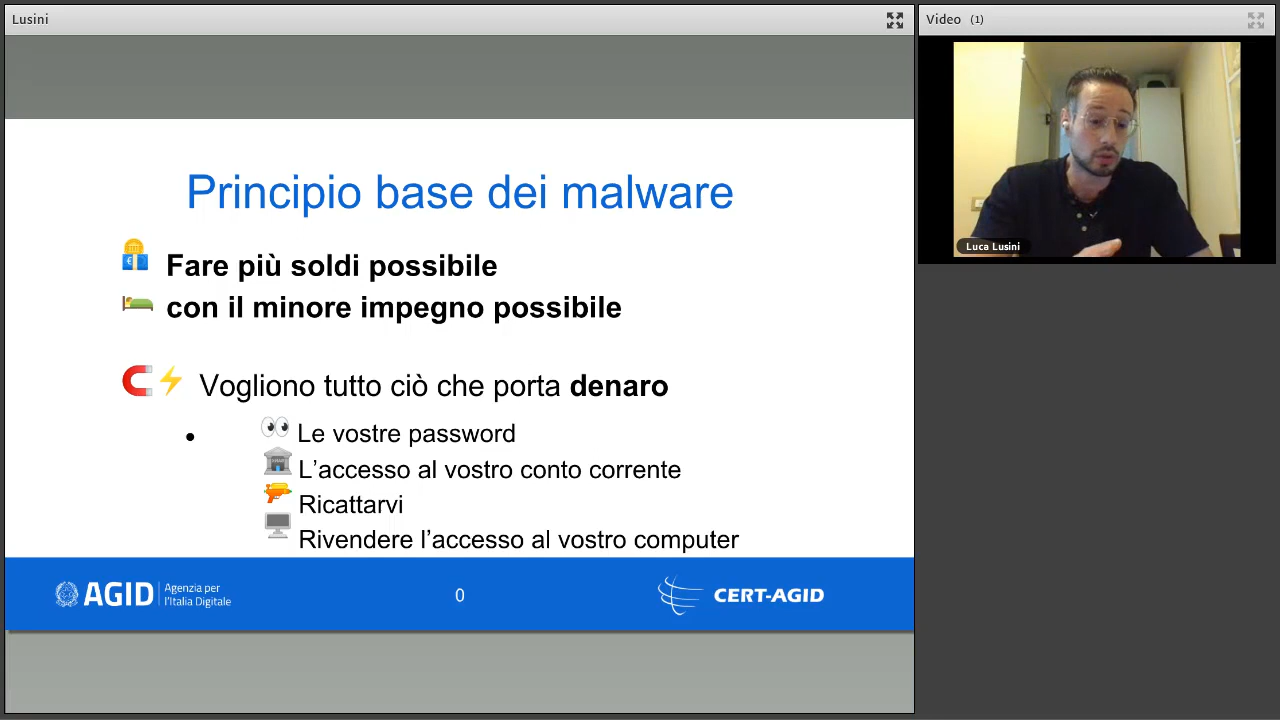 Lusini
Video (1)
Principio base dei malware
Fare più soldi possibile
con il minore impegno possibile
Vogliono tutto ciò che porta denaro
• Le vostre password
L’accesso al vostro conto corrente
Ricattarvi
Rivendere l’accesso al vostro computer
AGID Agenzia per
l’Italia Digitale
0
CERT-AGID
Luca Lusini